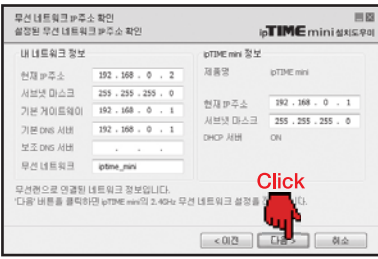 무선 네트워크 IP주소 확인
설정된 무선 네트워크 IP주소 확인
ipTIME mini 설치도우미
내 네트워크 정보
현재 IP주소 192 . 168 . 0 . 2
서브넷 마스크 255 . 255 . 255 . 0
기본 게이트웨이 192 . 168 . 0 . 1
기본 DNS 서버 192 . 168 . 0 . 1
보조 DNS 서버 . . .
무선 네트워크 iptime_mini
ipTIME mini 정보
제품명 ipTIME mini
현재 IP주소 192 . 168 . 0 . 1
서브넷 마스크 255 . 255 . 255 . 0
DHCP 서버 ON
무선랜으로 연결된 네트워크 정보입니다.
'다음' 버튼을 클릭하면 ipTIME mini의 2.4GHz 무선 네트워크 설정을
Click
< 이전
다음 >
취소